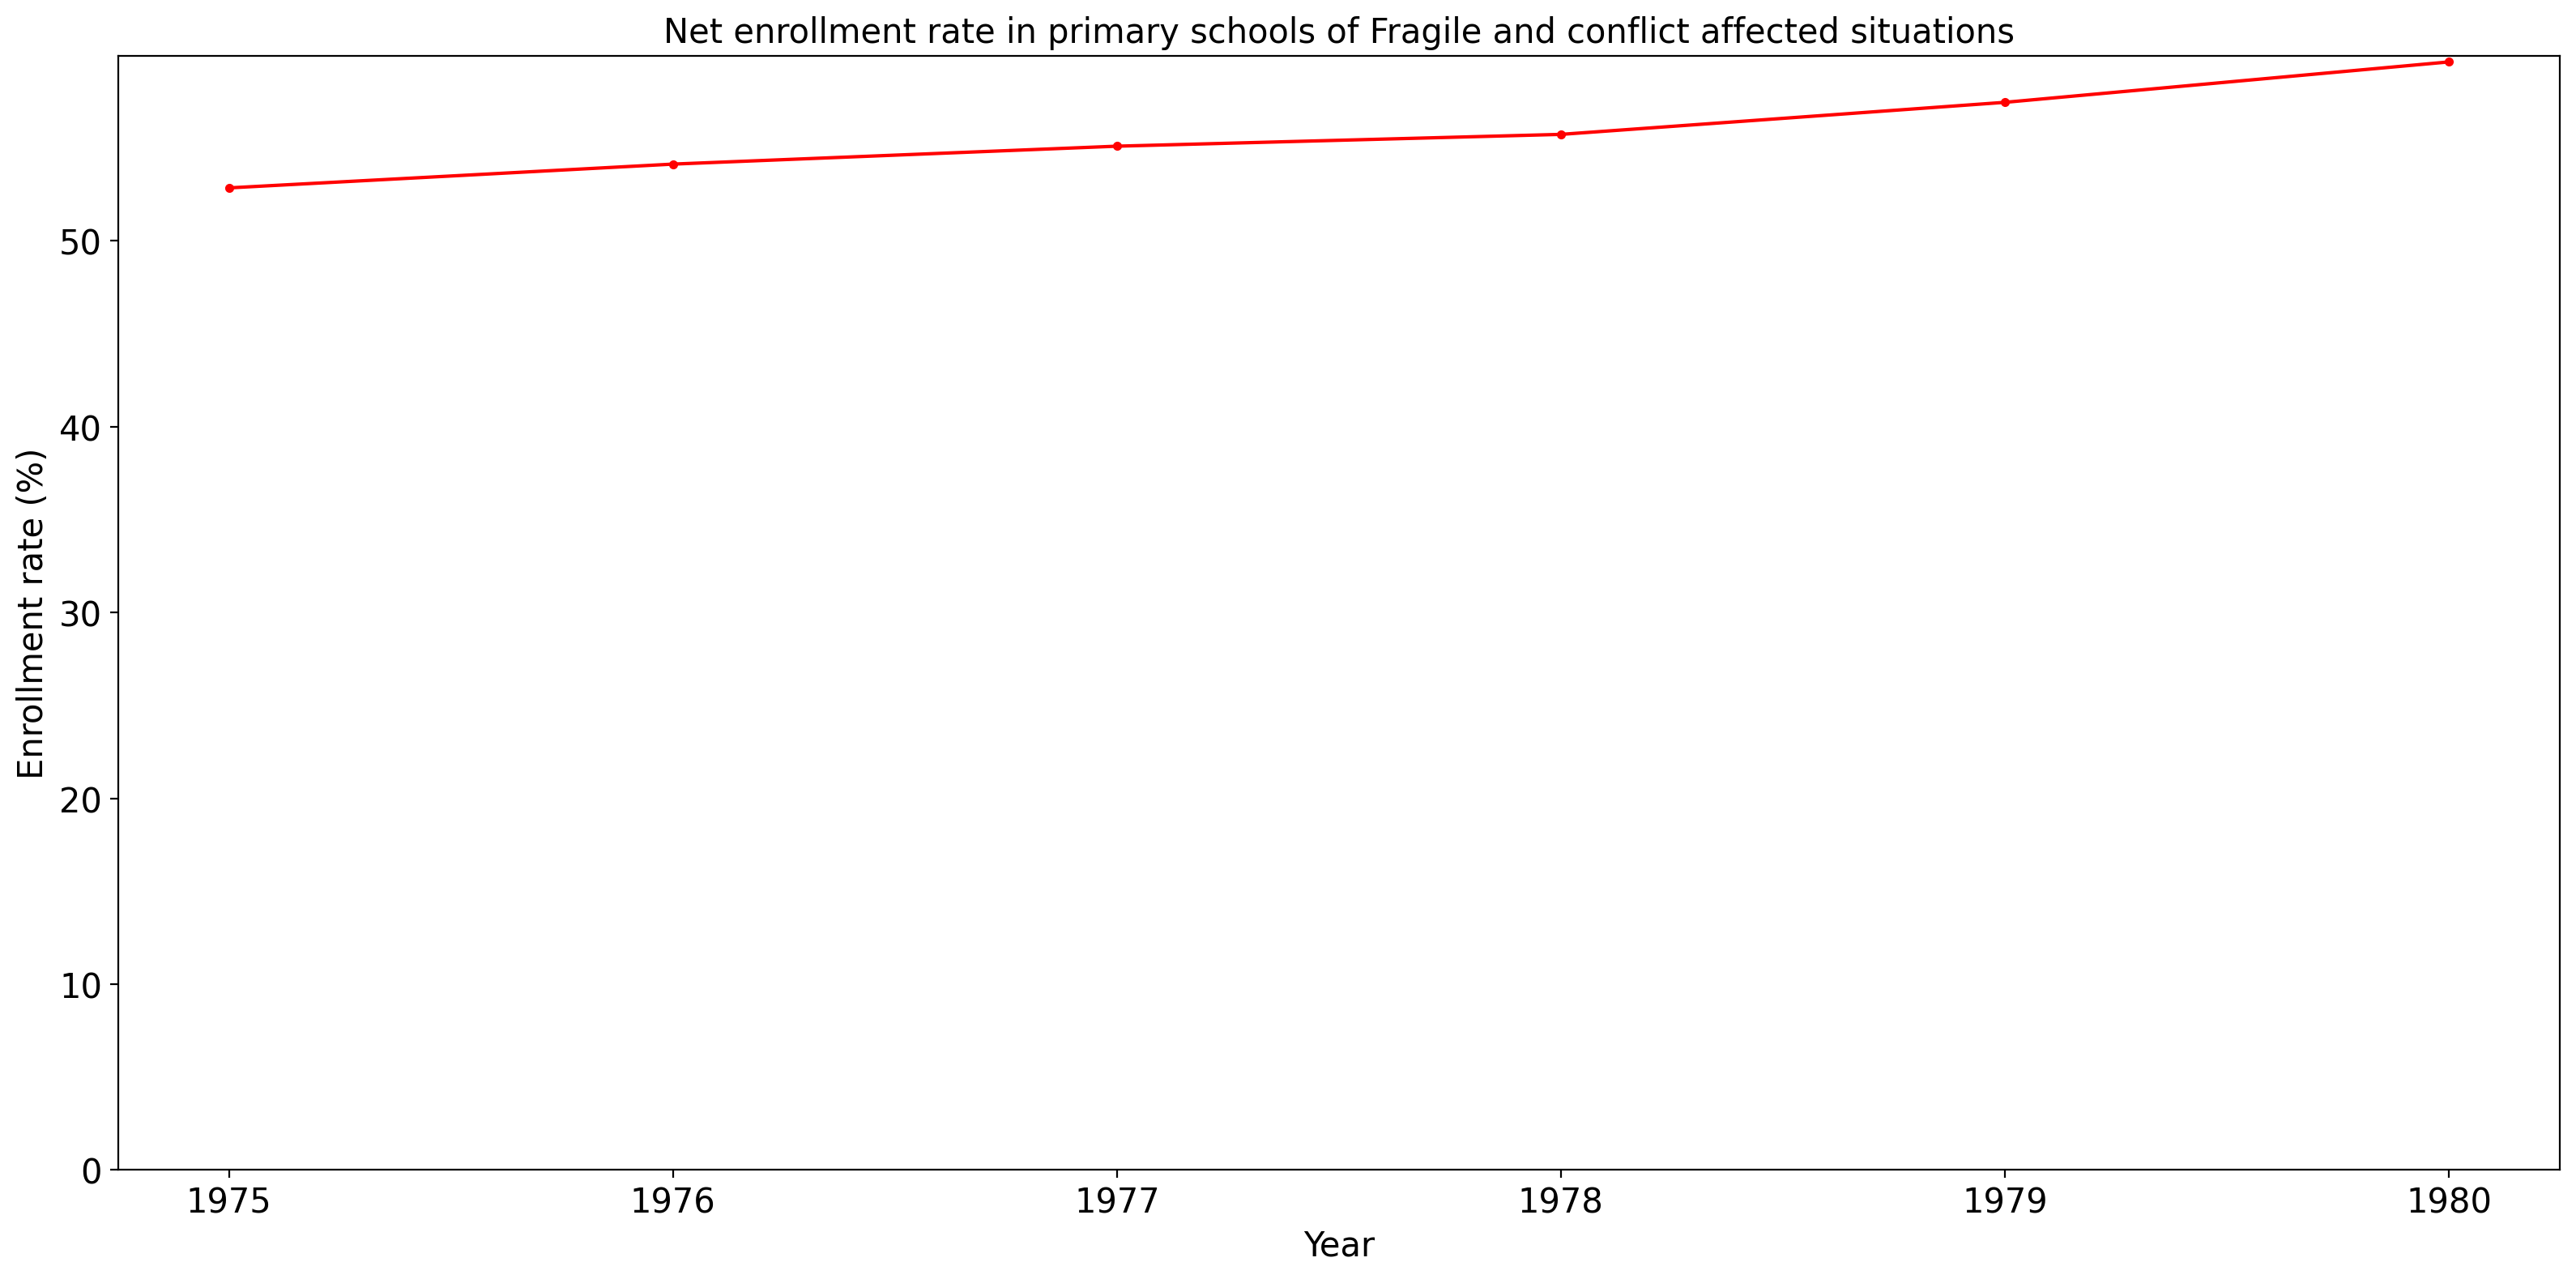 Net enrollment rate in primary schools of Fragile and conflict affected situations
50
40
30
20
10
0
Enrollment rate (%)
1975 1976 1977 1978 1979 1980
Year